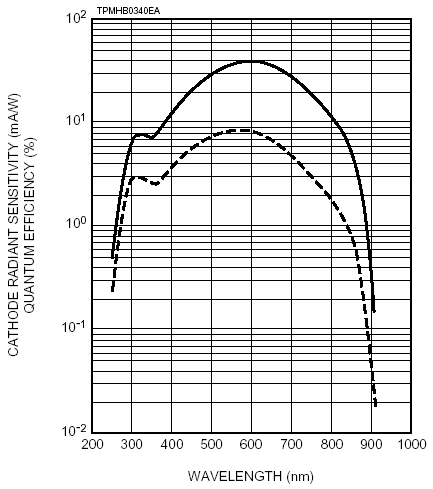 TPMHB0340EA
CATHODE RADIANT SENSITIVITY (mA/W)
QUANTUM EFFICIENCY (%)
10²
10¹
10⁰
10⁻¹
10⁻²
200 300 400 500 600 700 800 900 1000
WAVELENGTH (nm)